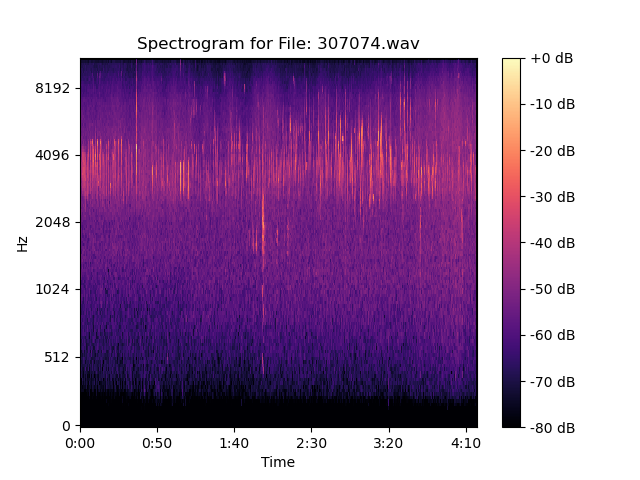 Spectrogram for File: 307074.wav
+0 dB
8192
-10 dB
4096
-20 dB
-30 dB
2048
Hz
-40 dB
1024
-50 dB
-60 dB
512
-70 dB
0
-80 dB
0:00 0:50 1:40 2:30 3:20 4:10
Time